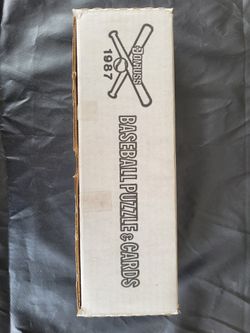 DONRUSS
1987
BASEBALL PUZZLE & CARDS